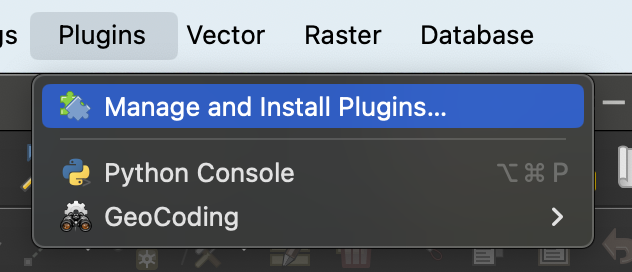 gs Plugins Vector Raster Database
Manage and Install Plugins...
Python Console ⌥⌘P
GeoCoding